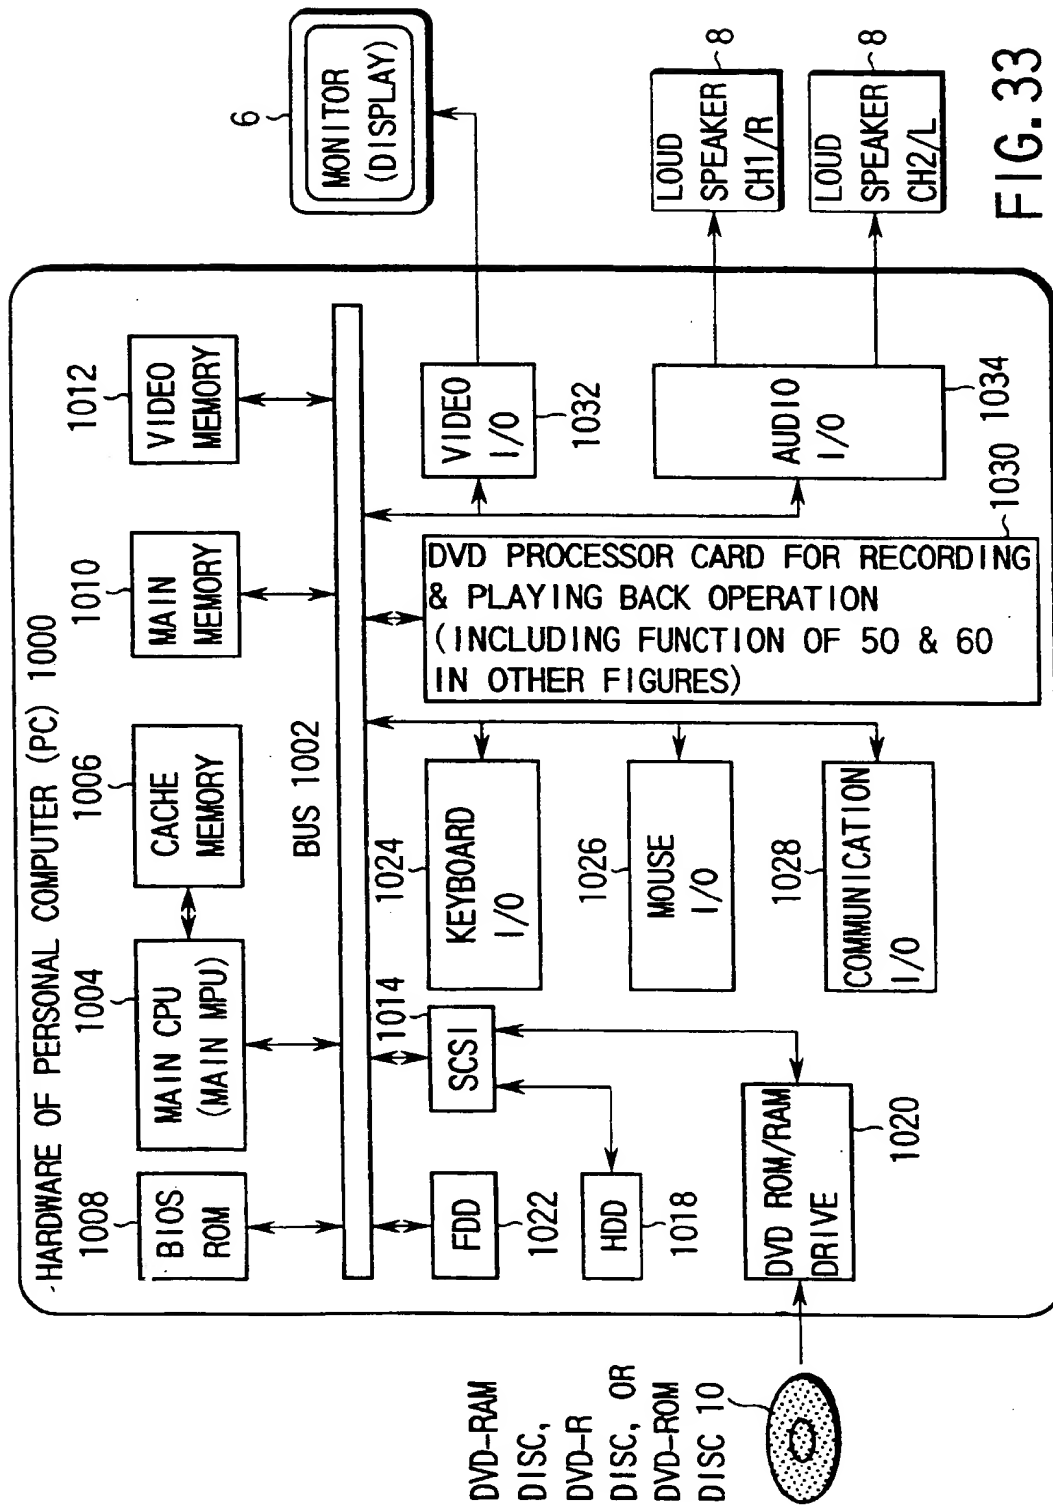 HARDWARE OF PERSONAL COMPUTER (PC) 1000
1008
BIOS
ROM
1004
MAIN CPU
(MAIN MPU)
1006
CACHE
MEMORY
1010
MAIN
MEMORY
1012
VIDEO
MEMORY
BUS 1002
FDD
1022
HDD
1018
1014
SCSI
DVD ROM/RAM
DRIVE
1020
1024
KEYBOARD
I/O
1026
MOUSE
I/O
1028
COMMUNICATION
I/O
DVD PROCESSOR CARD FOR RECORDING
& PLAYING BACK OPERATION
(INCLUDING FUNCTION OF 50 & 60
IN OTHER FIGURES)
1030
VIDEO
I/O
1032
AUDIO
I/O
1034
6
MONITOR
(DISPLAY)
LOUD
SPEAKER
CH1/R
8
LOUD
SPEAKER
CH2/L
8
DVD-RAM
DISC,
DVD-R
DISC, OR
DVD-ROM
DISC 10
FIG. 33